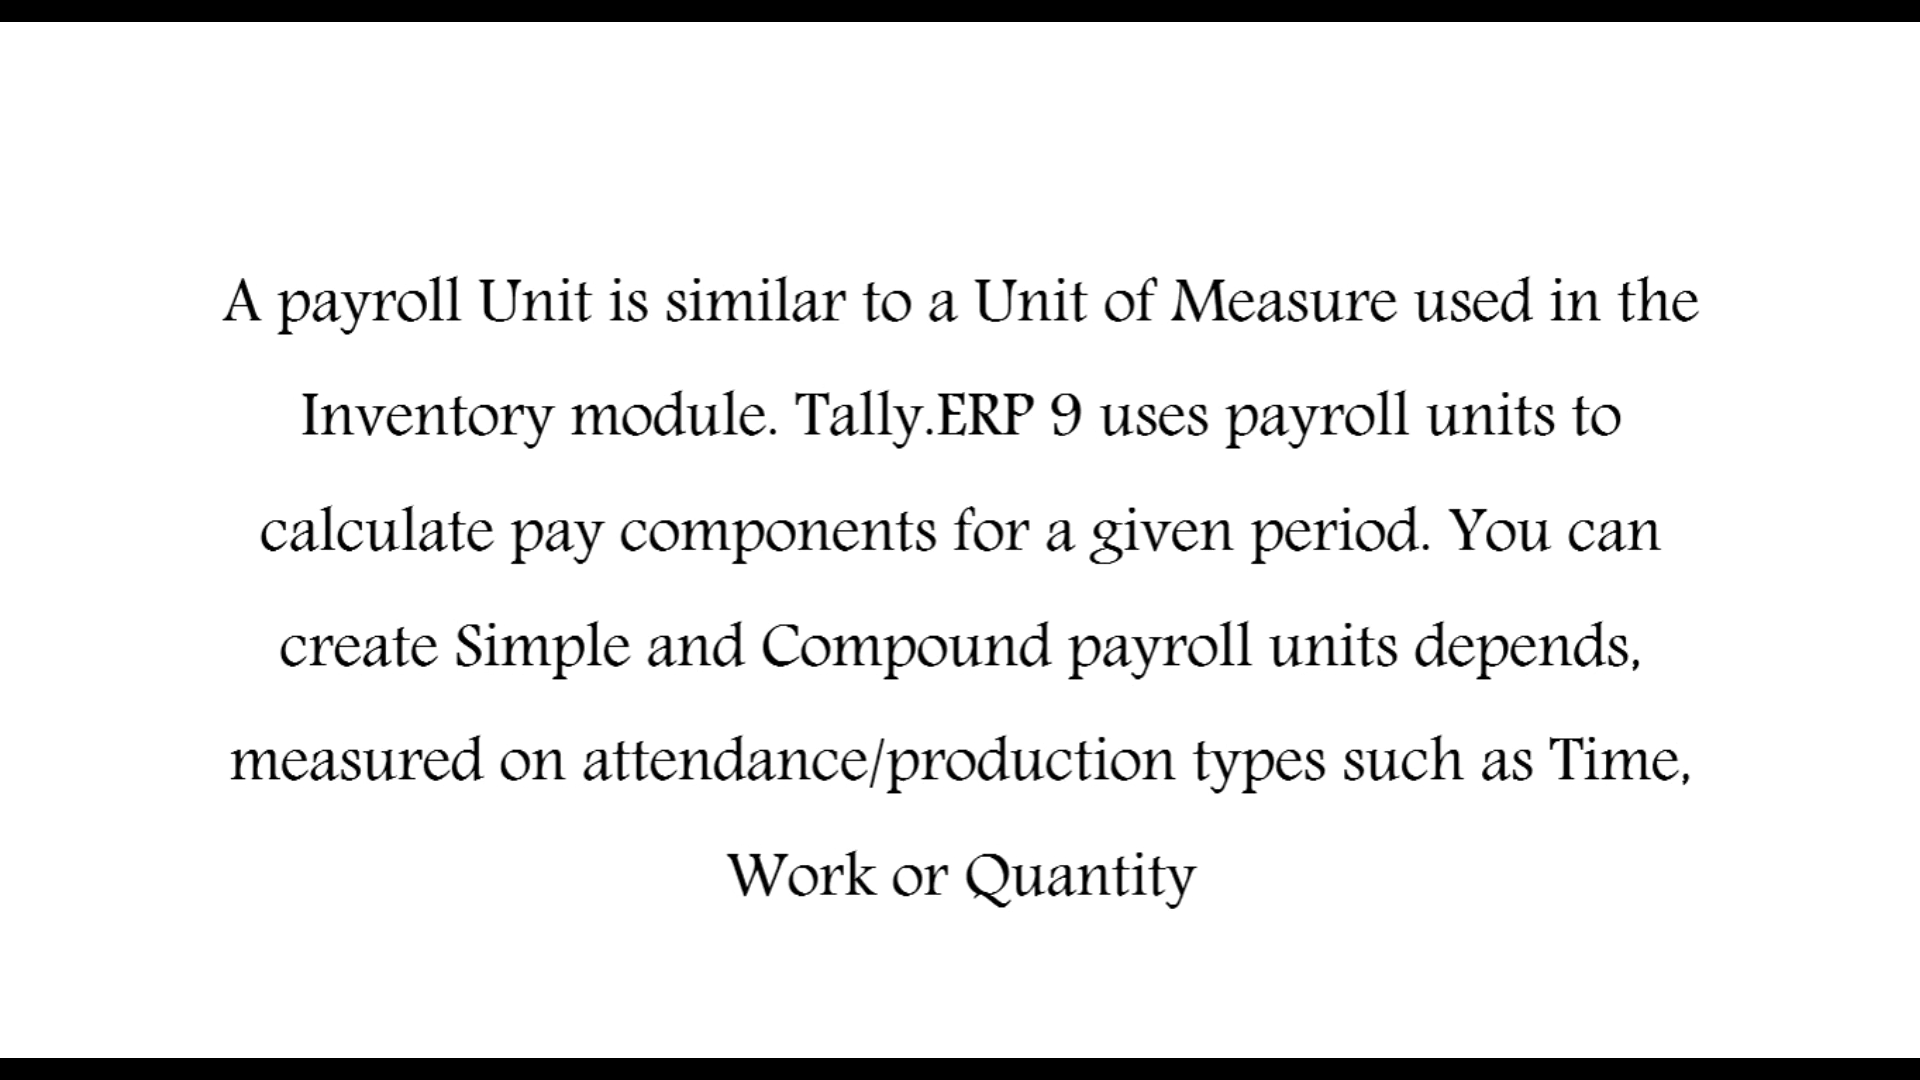 A payroll Unit is similar to a Unit of Measure used in the
Inventory module. Tally.ERP 9 uses payroll units to
calculate pay components for a given period. You can
create Simple and Compound payroll units depends,
measured on attendance/production types such as Time,
Work or Quantity